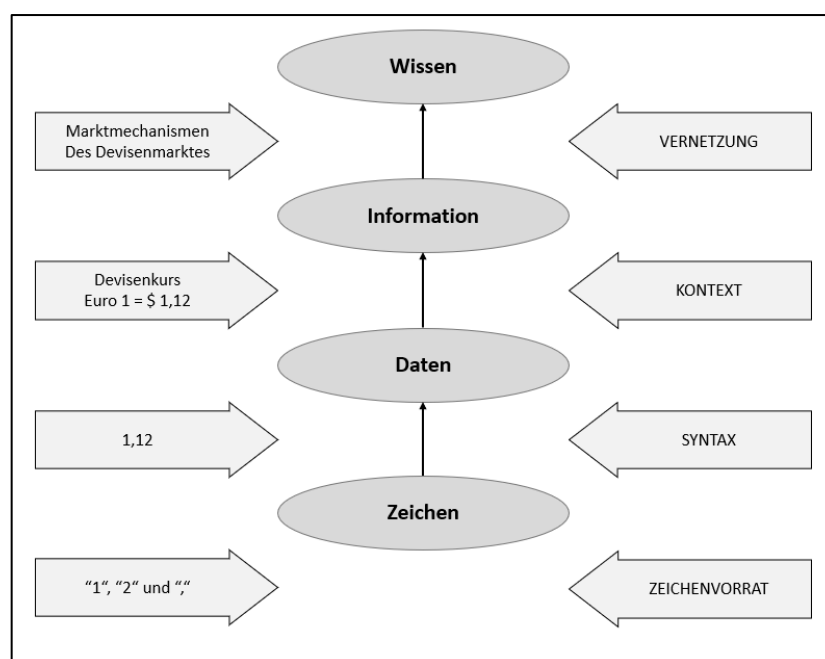 Wissen
Marktmechanismen
Des Devisenmarktes
VERNETZUNG
Information
Devisenkurs
Euro 1 = $ 1,12
KONTEXT
Daten
1,12
SYNTAX
Zeichen
“1“, “2“ und “,“
ZEICHENVORRAT